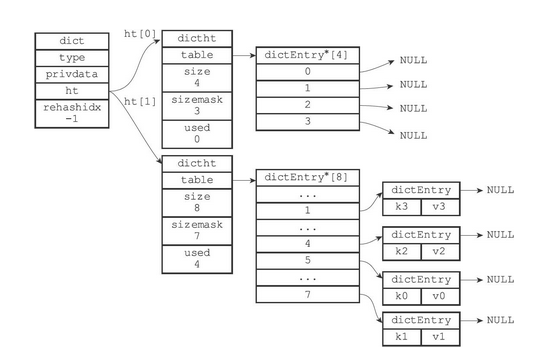 dict
type
privdata
ht
rehashidx
-1
ht[0]
ht[1]
dictht
table
size
4
sizemask
3
used
0
dictEntry*[4]
0
1
2
3
NULL
NULL
NULL
NULL
dictht
table
size
8
sizemask
7
used
4
dictEntry*[8]
...
1
...
4
5
...
7
dictEntry
k3 v3
NULL
dictEntry
k2 v2
NULL
dictEntry
k0 v0
NULL
dictEntry
k1 v1
NULL